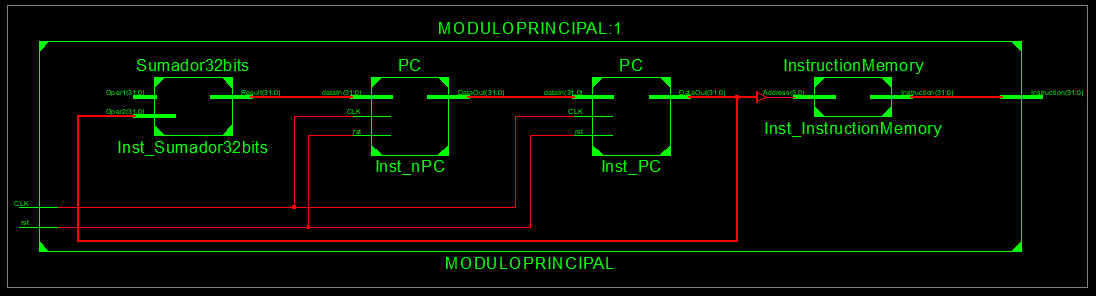 MODULOPRINCIPAL:1
Sumador32bits
PC
PC
InstructionMemory
Oper1(31:0)
Result(31:0)
dataIn(31:0)
DataOut(31:0)
dataIn(31:0)
DataOut(31:0)
Address(5:0)
Instruction(31:0)
Instruction(31:0)
Oper2(31:0)
CLK
CLK
rst
rst
Inst_Sumador32bits
Inst_nPC
Inst_PC
Inst_InstructionMemory
CLK
rst
MODULOPRINCIPAL